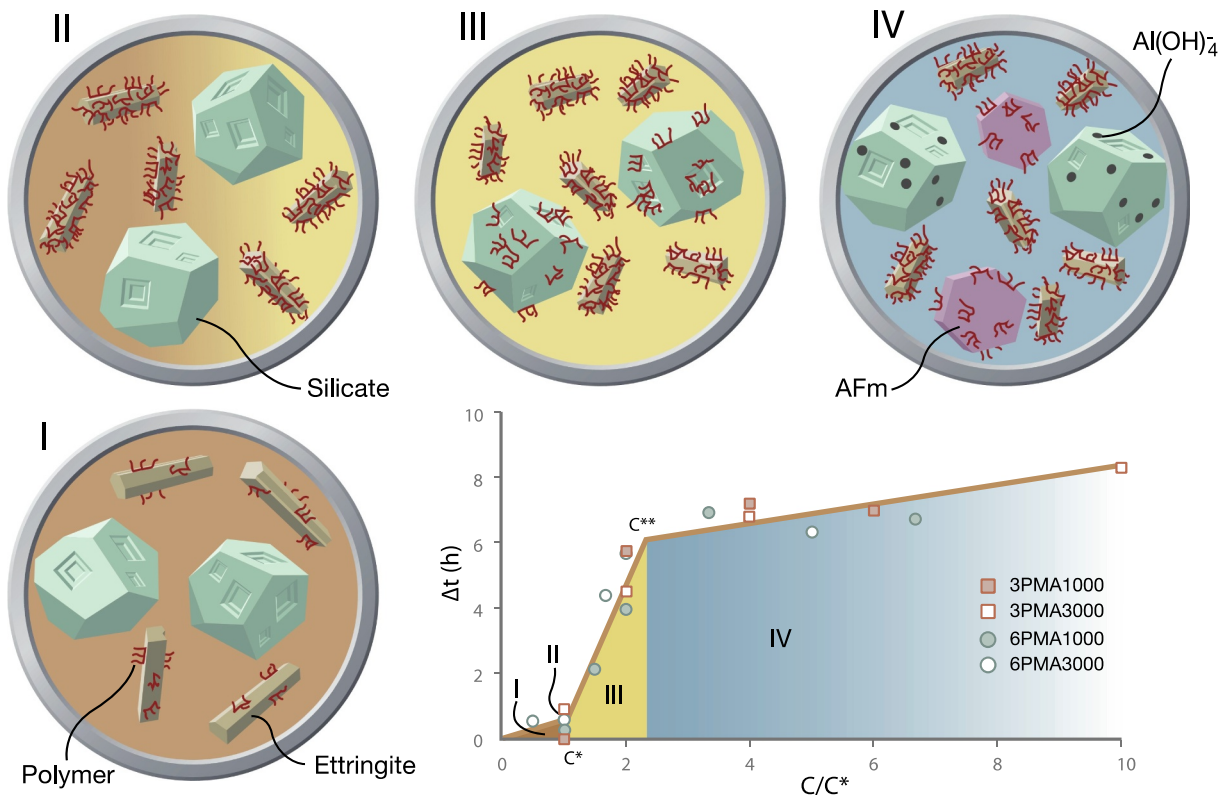 II
III
IV
Al(OH)₄⁻
Silicate
AFm
I
Polymer
Ettringite
10
8
6
4
2
0
Δt (h)
C**
I
II
III
IV
C*
3PMA1000
3PMA3000
6PMA1000
6PMA3000
0 2 4 6 8 10
C/C*